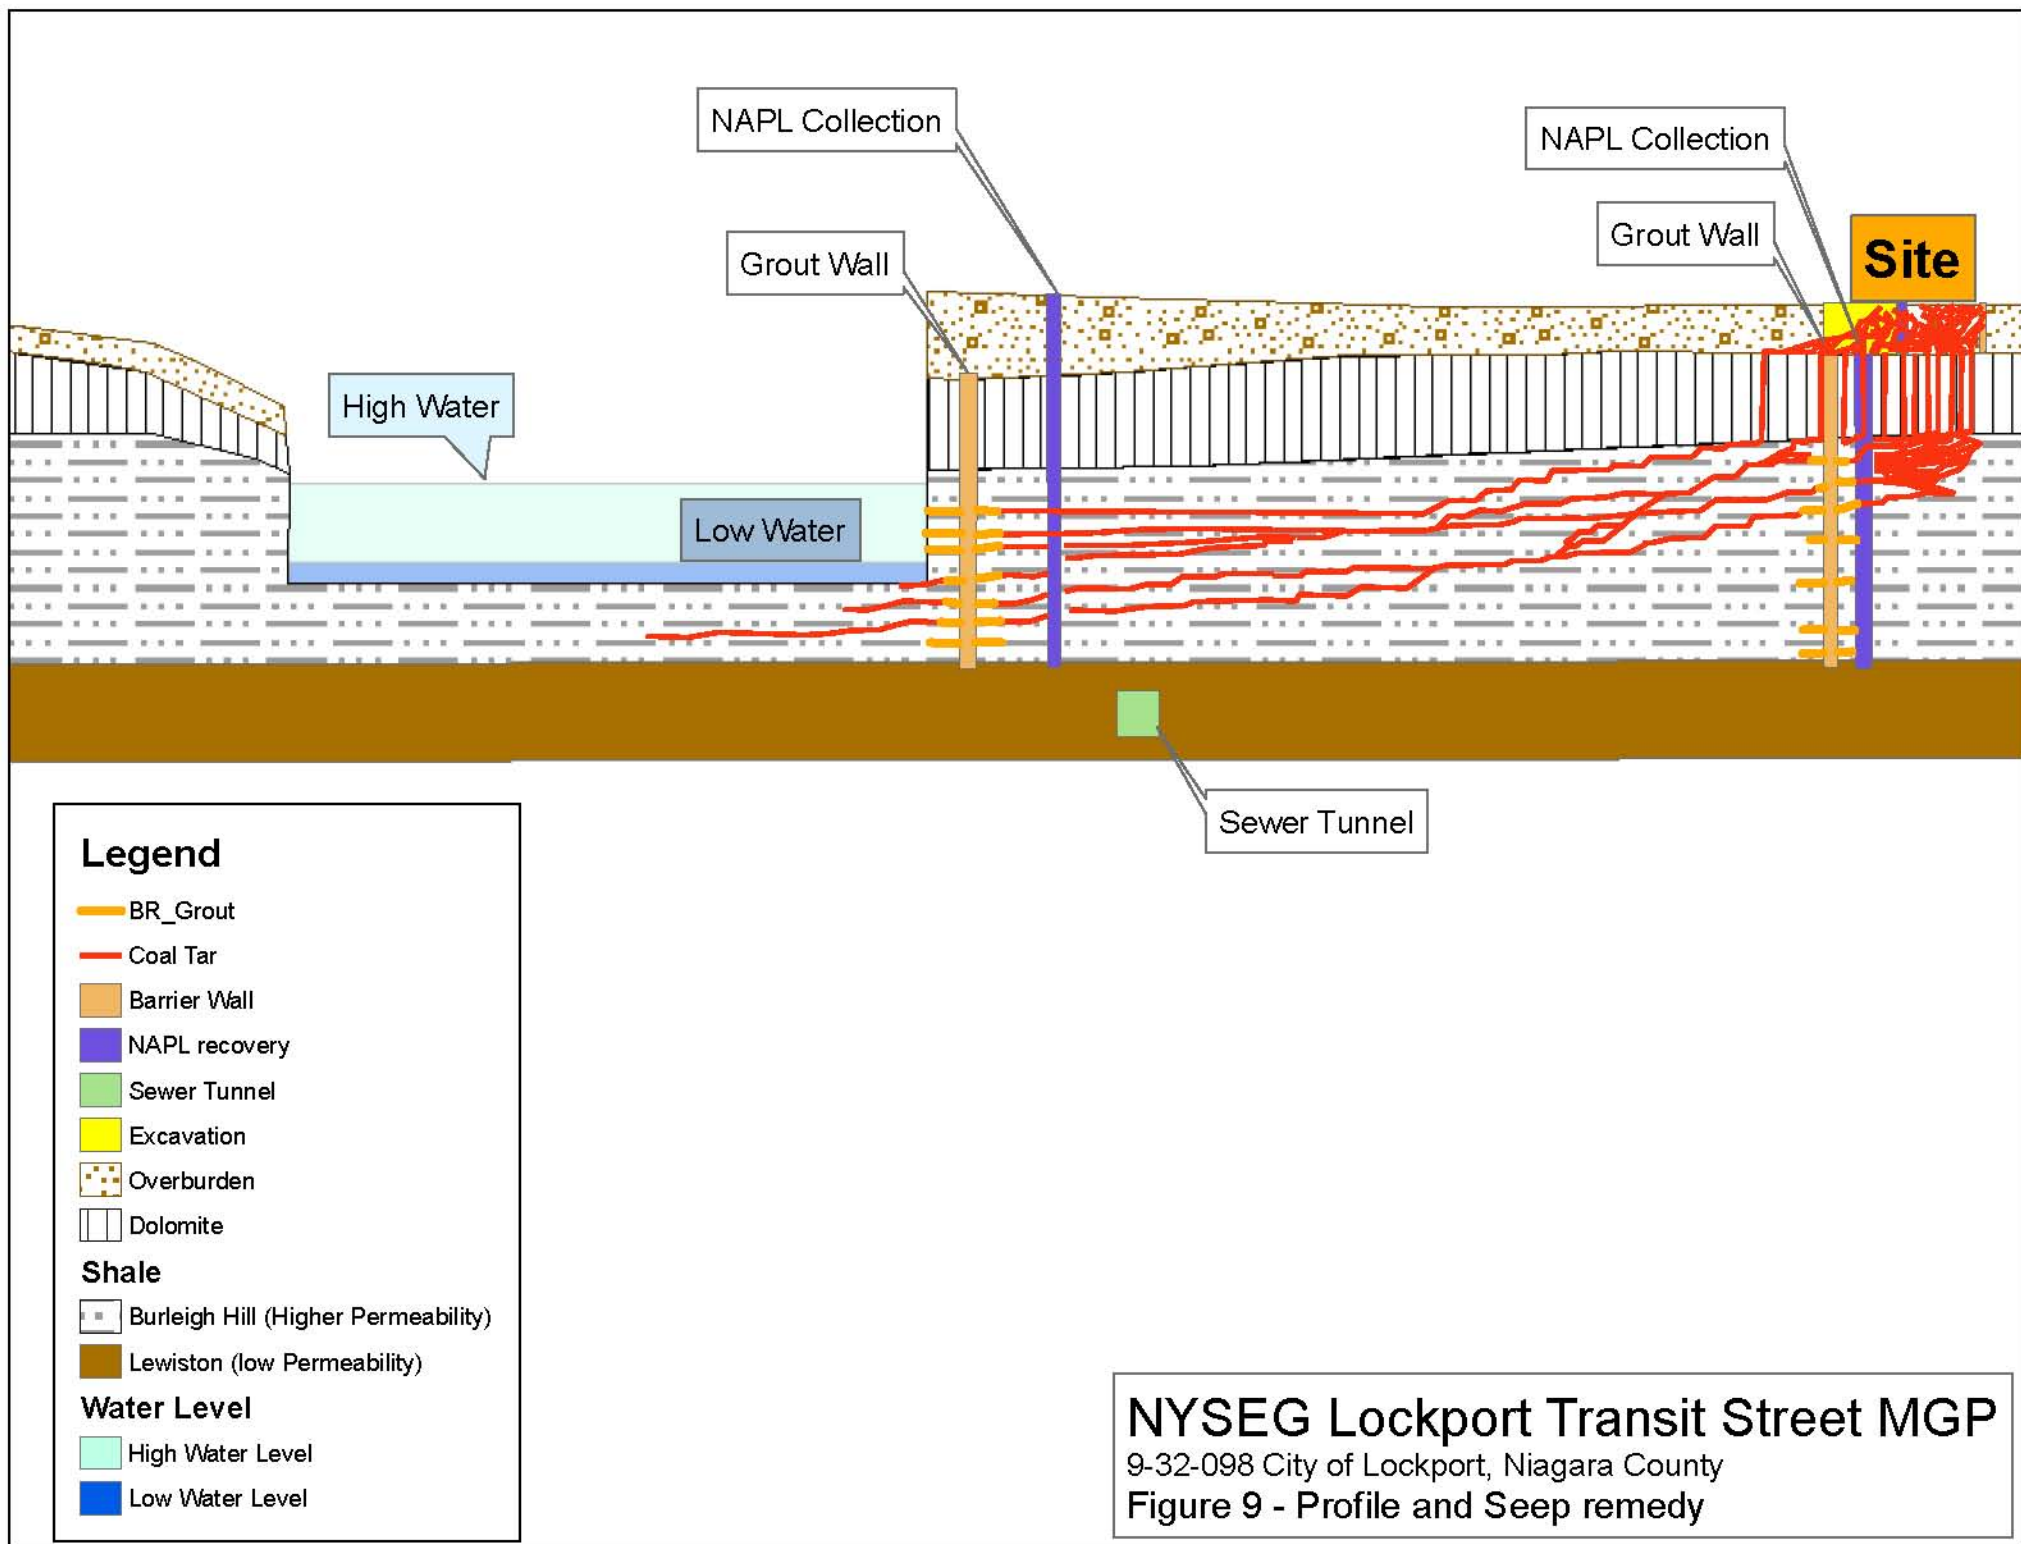 NAPL Collection
NAPL Collection
Grout Wall
Grout Wall
Site
High Water
Low Water
Sewer Tunnel
Legend
BR_Grout
Coal Tar
Barrier Wall
NAPL recovery
Sewer Tunnel
Excavation
Overburden
Dolomite
Shale
Burleigh Hill (Higher Permeability)
Lewiston (low Permeability)
Water Level
High Water Level
Low Water Level
NYSEG Lockport Transit Street MGP
9-32-098 City of Lockport, Niagara County
Figure 9 - Profile and Seep remedy